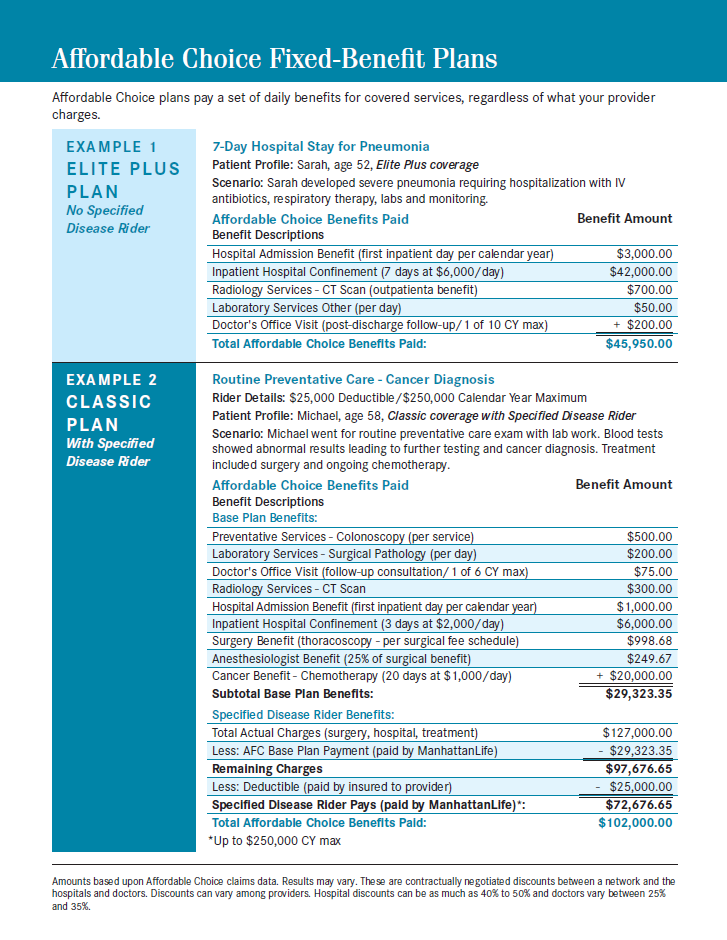 Affordable Choice Fixed-Benefit Plans
Affordable Choice plans pay a set of daily benefits for covered services, regardless of what your provider
charges.
EXAMPLE 1
ELITE PLUS
PLAN
No Specified
Disease Rider
7-Day Hospital Stay for Pneumonia
Patient Profile: Sarah, age 52, Elite Plus coverage
Scenario: Sarah developed severe pneumonia requiring hospitalization with IV
antibiotics, respiratory therapy, labs and monitoring.
Affordable Choice Benefits Paid Benefit Amount
Benefit Descriptions
Hospital Admission Benefit (first inpatient day per calendar year) $3,000.00
Inpatient Hospital Confinement (7 days at $6,000/day) $42,000.00
Radiology Services - CT Scan (outpatienta benefit) $700.00
Laboratory Services Other (per day) $50.00
Doctor's Office Visit (post-discharge follow-up/1 of 10 CY max) + $200.00
Total Affordable Choice Benefits Paid: $45,950.00
EXAMPLE 2
CLASSIC
PLAN
With Specified
Disease Rider
Routine Preventative Care - Cancer Diagnosis
Rider Details: $25,000 Deductible/$250,000 Calendar Year Maximum
Patient Profile: Michael, age 58, Classic coverage with Specified Disease Rider
Scenario: Michael went for routine preventative care exam with lab work. Blood tests
showed abnormal results leading to further testing and cancer diagnosis. Treatment
included surgery and ongoing chemotherapy.
Affordable Choice Benefits Paid Benefit Amount
Benefit Descriptions
Base Plan Benefits:
Preventative Services - Colonoscopy (per service) $500.00
Laboratory Services - Surgical Pathology (per day) $200.00
Doctor's Office Visit (follow-up consultation/1 of 6 CY max) $75.00
Radiology Services - CT Scan $300.00
Hospital Admission Benefit (first inpatient day per calendar year) $1,000.00
Inpatient Hospital Confinement (3 days at $2,000/day) $6,000.00
Surgery Benefit (thoracoscopy - per surgical fee schedule) $998.68
Anesthesiologist Benefit (25% of surgical benefit) $249.67
Cancer Benefit - Chemotherapy (20 days at $1,000/day) + $20,000.00
Subtotal Base Plan Benefits: $29,323.35
Specified Disease Rider Benefits:
Total Actual Charges (surgery, hospital, treatment) $127,000.00
Less: AFC Base Plan Payment (paid by ManhattanLife) - $29,323.35
Remaining Charges $97,676.65
Less: Deductible (paid by insured to provider) - $25,000.00
Specified Disease Rider Pays (paid by ManhattanLife)*: $72,676.65
Total Affordable Choice Benefits Paid: $102,000.00
*Up to $250,000 CY max
Amounts based upon Affordable Choice claims data. Results may vary. These are contractually negotiated discounts between a network and the
hospitals and doctors. Discounts can vary among providers. Hospital discounts can be as much as 40% to 50% and doctors vary between 25%
and 35%.